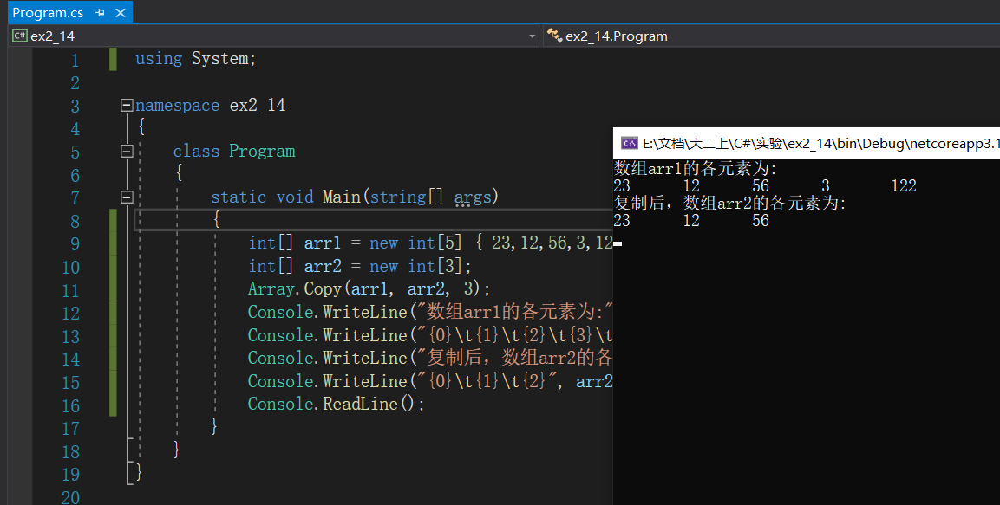 Program.cs
C# ex2_14
ex2_14.Program
1 using System;
2
3 namespace ex2_14
4 {
5 class Program
6 {
7 static void Main(string[] args)
8 {
9 int[] arr1 = new int[5] { 23,12,56,3,12
10 int[] arr2 = new int[3];
11 Array.Copy(arr1, arr2, 3);
12 Console.WriteLine("数组arr1的各元素为:"
13 Console.WriteLine("{0}\t{1}\t{2}\t{3}\t
14 Console.WriteLine("复制后，数组arr2的各
15 Console.WriteLine("{0}\t{1}\t{2}", arr2
16 Console.ReadLine();
17 }
18 }
19 }
20
E:\文档\大二上\C#\实验\ex2_14\bin\Debug\netcoreapp3.1
数组arr1的各元素为:
23 12 56 3 122
复制后，数组arr2的各元素为:
23 12 56